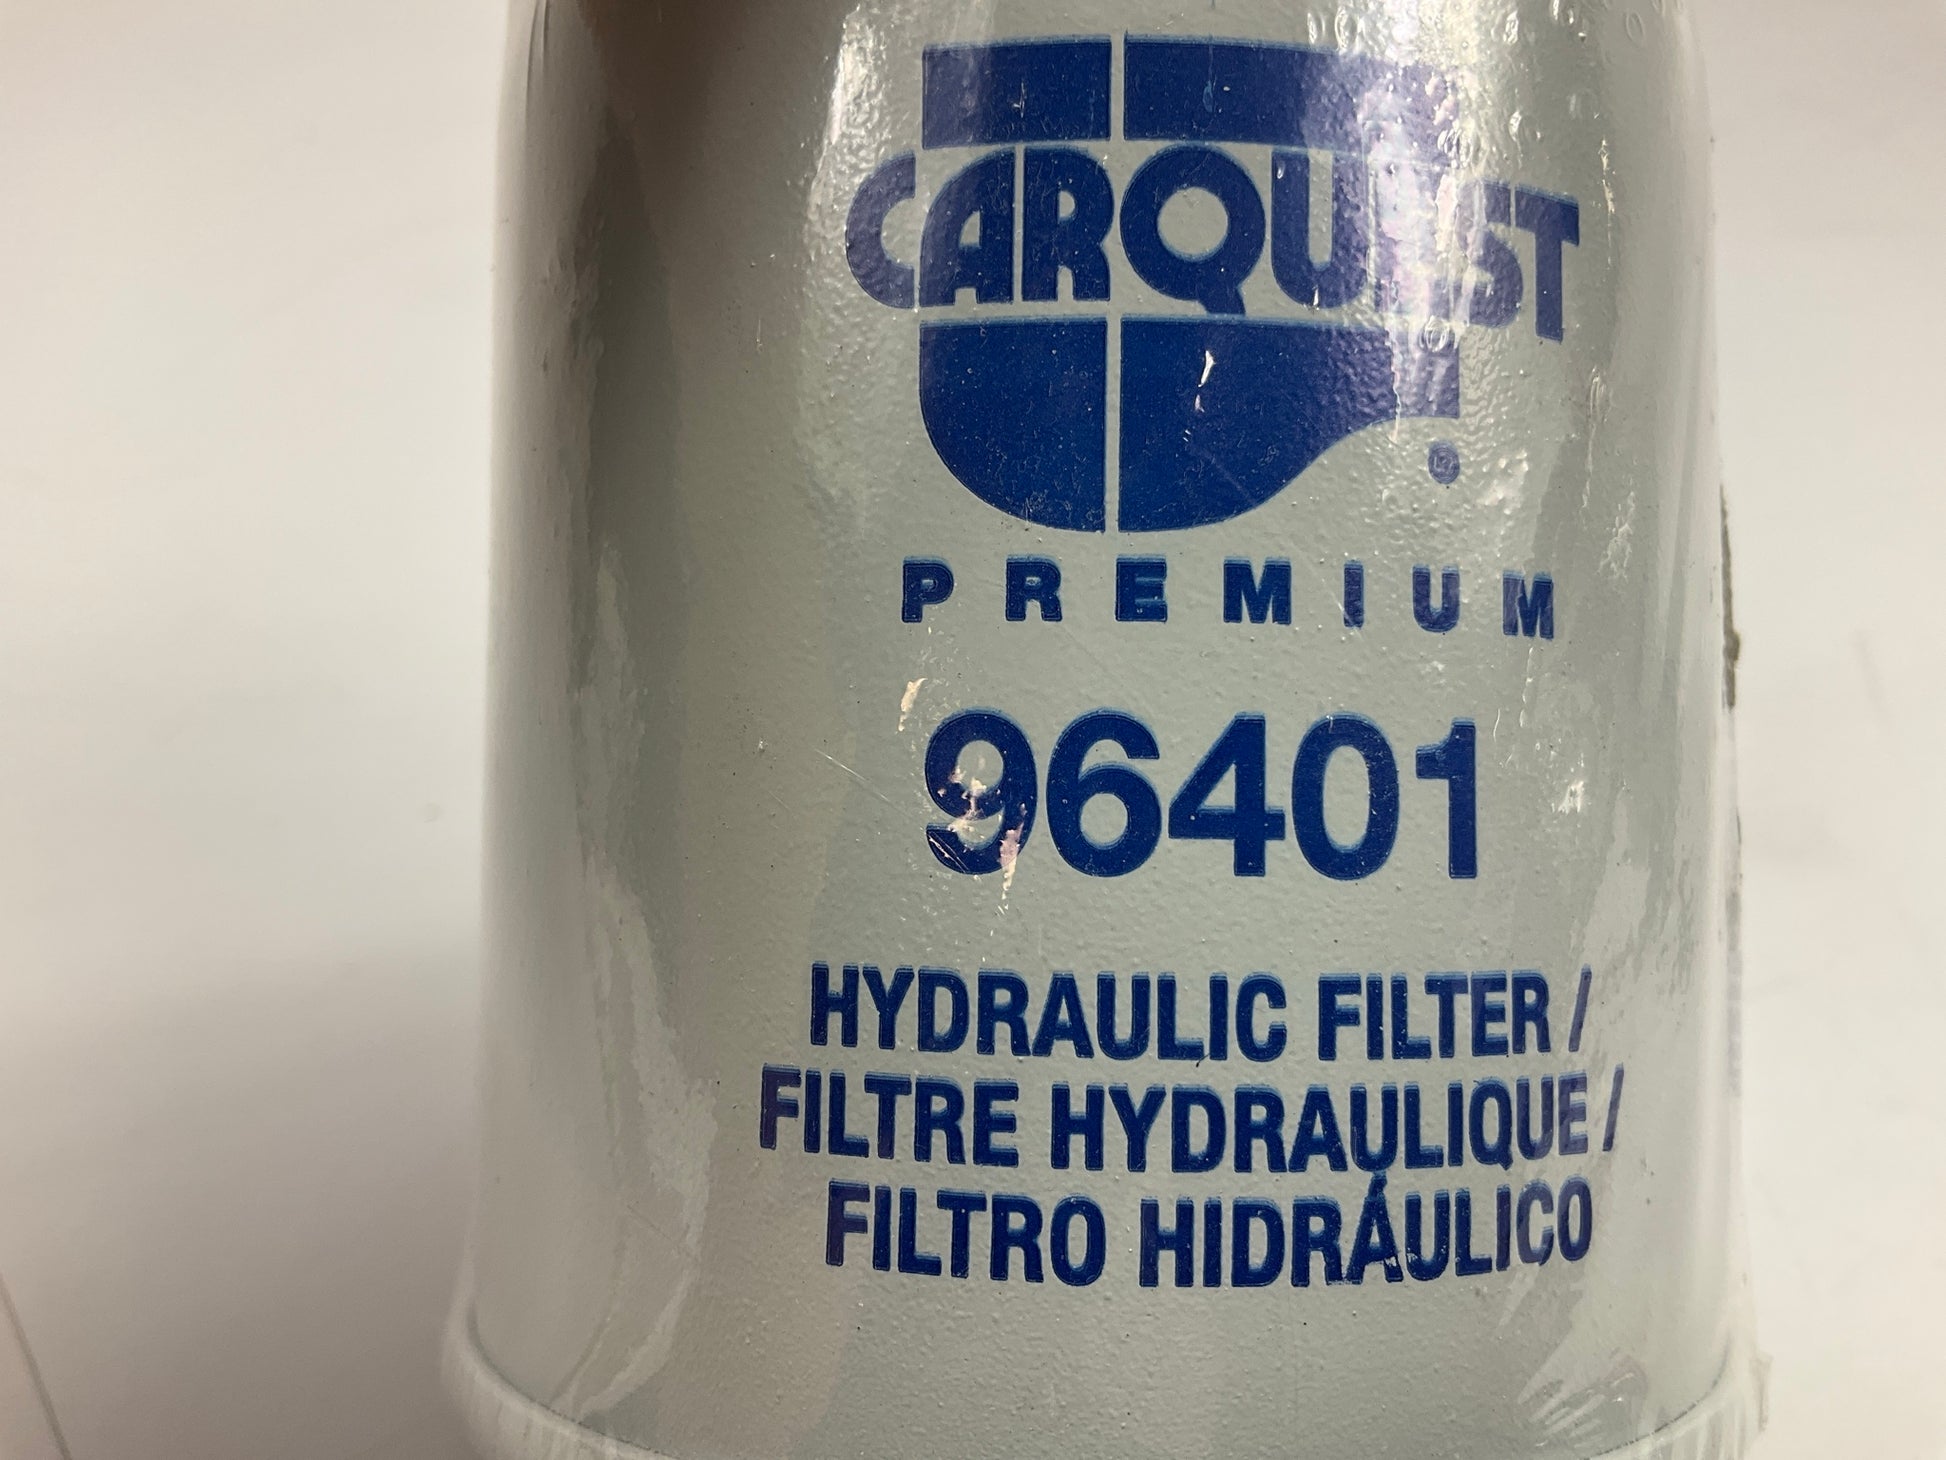 CARQUEST
®
PREMIUM
96401
HYDRAULIC FILTER /
FILTRE HYDRAULIQUE /
FILTRO HIDRÁULICO